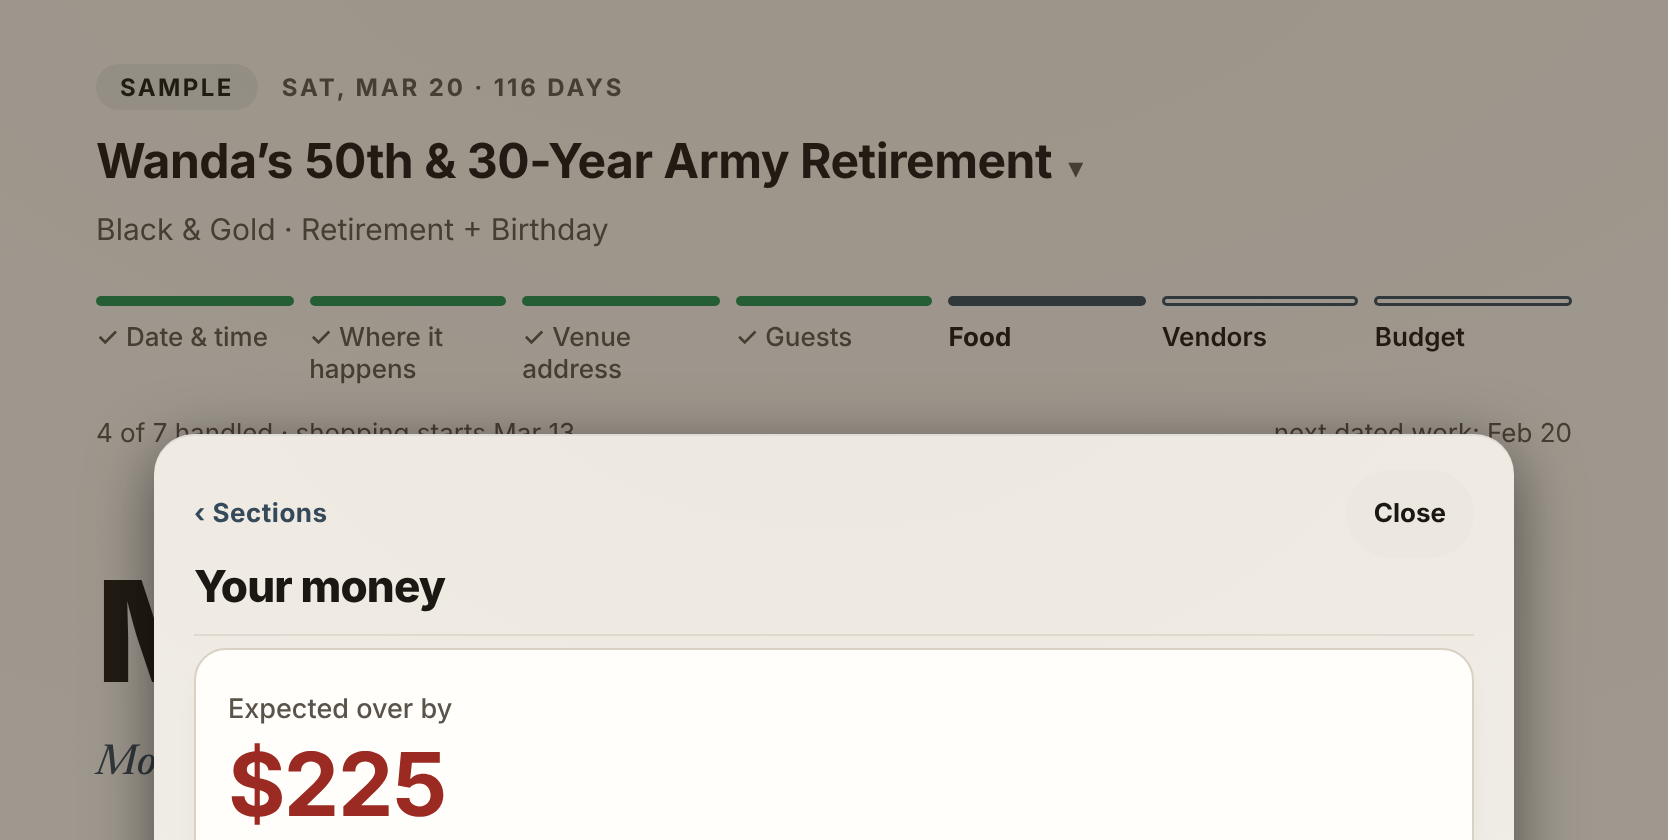 SAMPLE SAT, MAR 20 · 116 DAYS
Wanda’s 50th & 30-Year Army Retirement ▾
Black & Gold · Retirement + Birthday
✓ Date & time ✓ Where it happens ✓ Venue address ✓ Guests Food Vendors Budget
4 of 7 handled · shopping starts Mar 13 next dated work: Feb 20
‹ Sections Close
Your money
Expected over by
$225